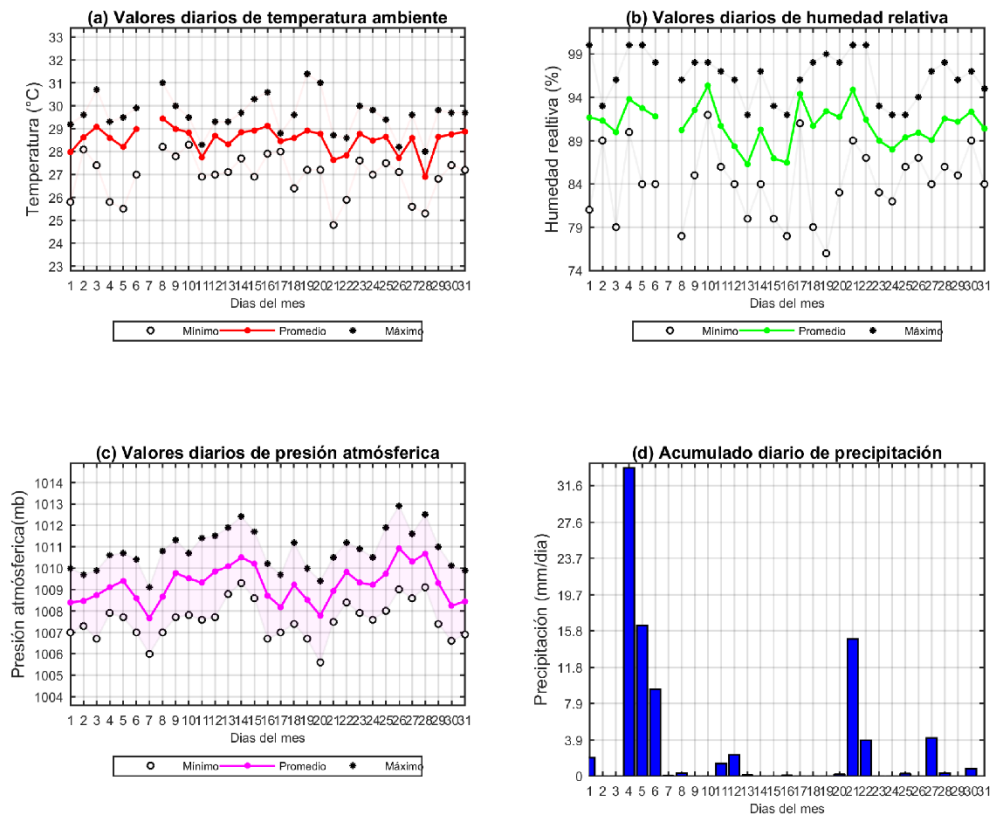 (a) Valores diarios de temperatura ambiente
33
32
31
30
29
28
27
26
25
24
23
Temperatura (°C)
1 2 3 4 5 6 7 8 9 10 11 12 13 14 15 16 17 18 19 20 21 22 23 24 25 26 27 28 29 30 31
Dias del mes
Minimo Promedio Máximo
(b) Valores diarios de humedad relativa
99
94
89
84
79
74
Humedad realtiva (%)
1 2 3 4 5 6 7 8 9 10 11 12 13 14 15 16 17 18 19 20 21 22 23 24 25 26 27 28 29 30 31
Dias del mes
Minimo Promedio Máximo
(c) Valores diarios de presión atmósferica
1014
1013
1012
1011
1010
1009
1008
1007
1006
1005
1004
Presión atmósferica(mb)
1 2 3 4 5 6 7 8 9 10 11 12 13 14 15 16 17 18 19 20 21 22 23 24 25 26 27 28 29 30 31
Dias del mes
Minimo Promedio Máximo
(d) Acumulado diario de precipitación
31.6
27.6
23.7
19.7
15.8
11.8
7.9
3.9
0
Precipitación (mm/dia)
1 2 3 4 5 6 7 8 9 10 11 12 13 14 15 16 17 18 19 20 21 22 23 24 25 26 27 28 29 30 31
Dias del mes